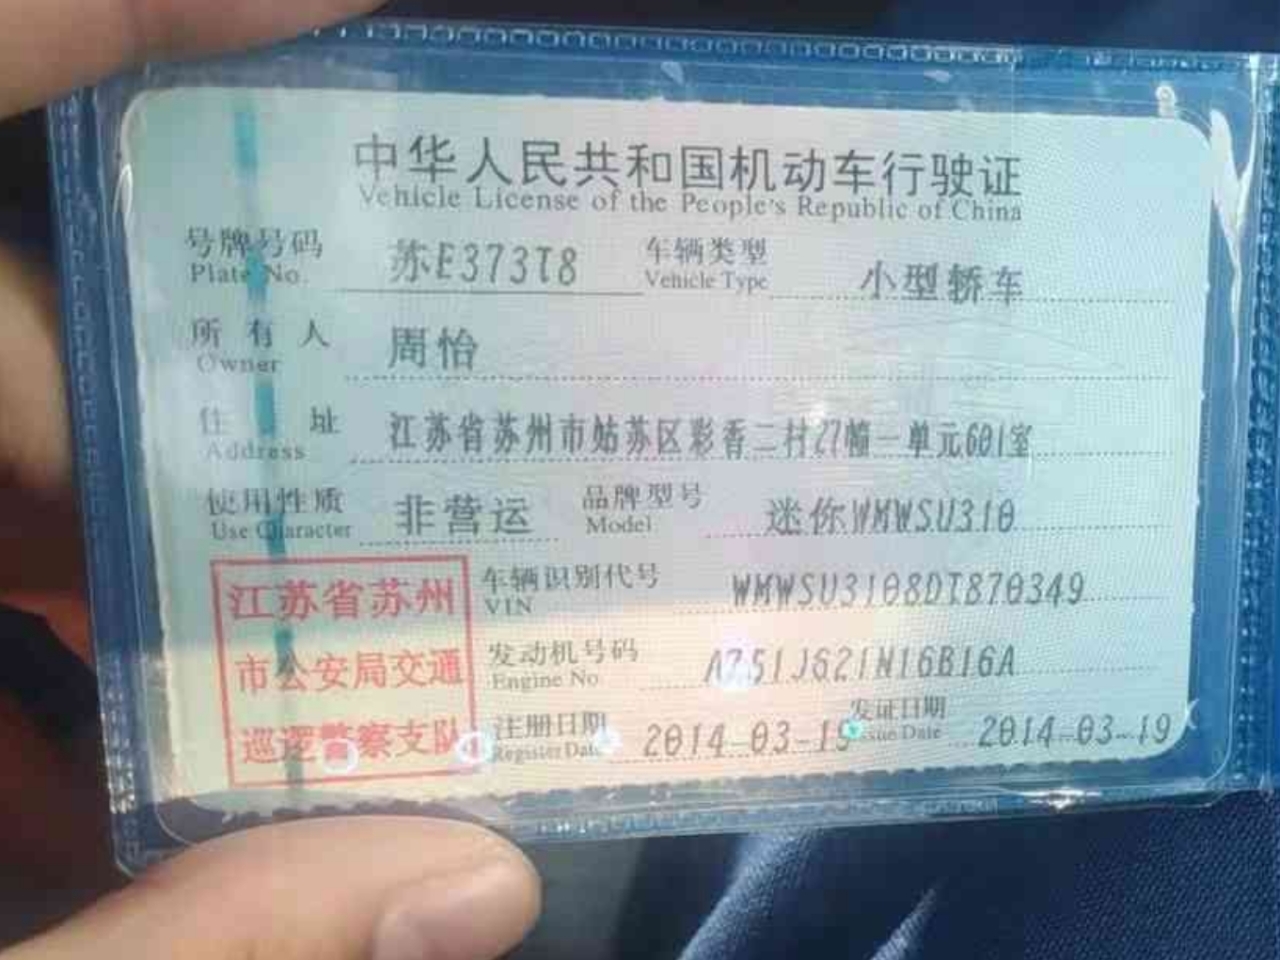 中华人民共和国机动车行驶证
Vehicle License of the People's Republic of China
号牌号码 苏E373T8 车辆类型 小型轿车
Plate No. Vehicle Type
所有人 周怡
Owner
住址 江苏省苏州市姑苏区彩香二村27幢一单元601室
Address
使用性质 非营运 品牌型号 迷你WMWSU310
Use Character Model
江苏省苏州
市公安局交通
巡逻警察支队
车辆识别代号 WMWSU3108DT870349
VIN
发动机号码 A751J621N16B16A
Engine No.
注册日期 2014-03-19 发证日期 2014-03-19
Register Date Issue Date